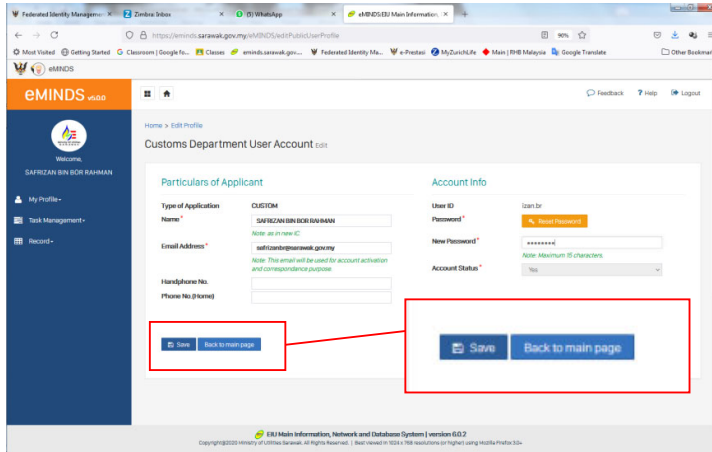 Federated Identity Managemen
Zimbra: Inbox
(5) WhatsApp
eMINDS:EIU Main Information,
https://eminds.sarawak.gov.my/eMINDS/editPublicUserProfile
90%
Most Visited
Getting Started
Classroom | Google fo...
Classes
eminds.sarawak.gov....
Federated Identity Ma...
e-Prestasi
MyZurichLife
Main | RHB Malaysia
Google Translate
Other Bookmar
eMINDS
eMINDS v5.0.0
Feedback
Help
Logout
Home » Edit Profile
Customs Department User Account Edit
Welcome,
SAFRIZAN BIN BOR RAHMAN
My Profile
Task Management
Record
Particulars of Applicant
Account Info
Type of Application
CUSTOM
User ID
izan.br
Name *
SAFRIZAN BIN BOR RAHMAN
Password *
Reset Password
Note: as in new IC
Email Address *
safrizanbr@sarawak.gov.my
New Password *
********
Note: This email will be used for account activation
and correspondance purpose.
Note: Maximum 15 characters.
Account Status *
Yes
Handphone No.
Phone No.(Home)
Save
Back to main page
Save
Back to main page
EIU Main Information, Network and Database System | version 6.0.2
Copyright@2020 Ministry of Utilities Sarawak. All Rights Reserved. | Best viewed in 1024 x 768 resolutions (or higher) using Mozilla Firefox 3.0+